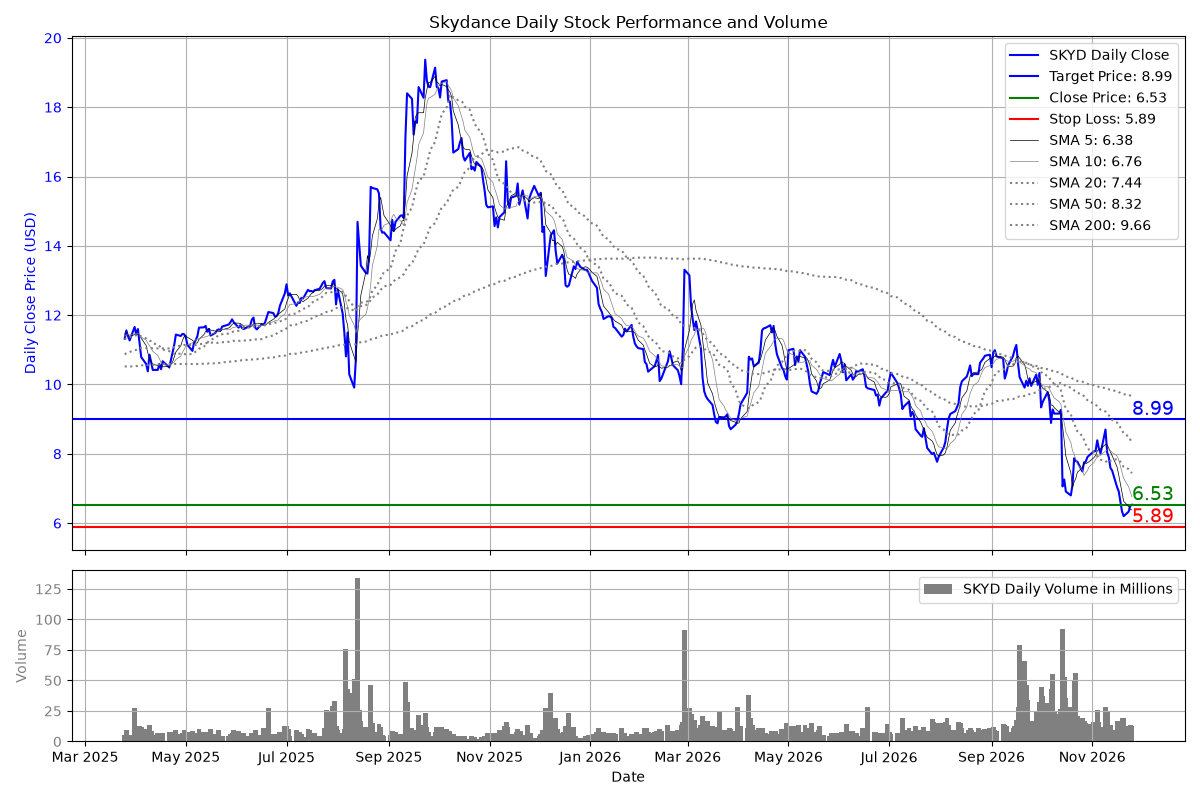 Skydance Daily Stock Performance and Volume
Daily Close Price (USD)
20
18
16
14
12
10
8
6
SKYD Daily Close
Target Price: 8.99
Close Price: 6.53
Stop Loss: 5.89
SMA 5: 6.38
SMA 10: 6.76
SMA 20: 7.44
SMA 50: 8.32
SMA 200: 9.66
8.99
6.53
5.89
Volume
125
100
75
50
25
0
SKYD Daily Volume in Millions
Mar 2025 May 2025 Jul 2025 Sep 2025 Nov 2025 Jan 2026 Mar 2026 May 2026 Jul 2026 Sep 2026 Nov 2026
Date